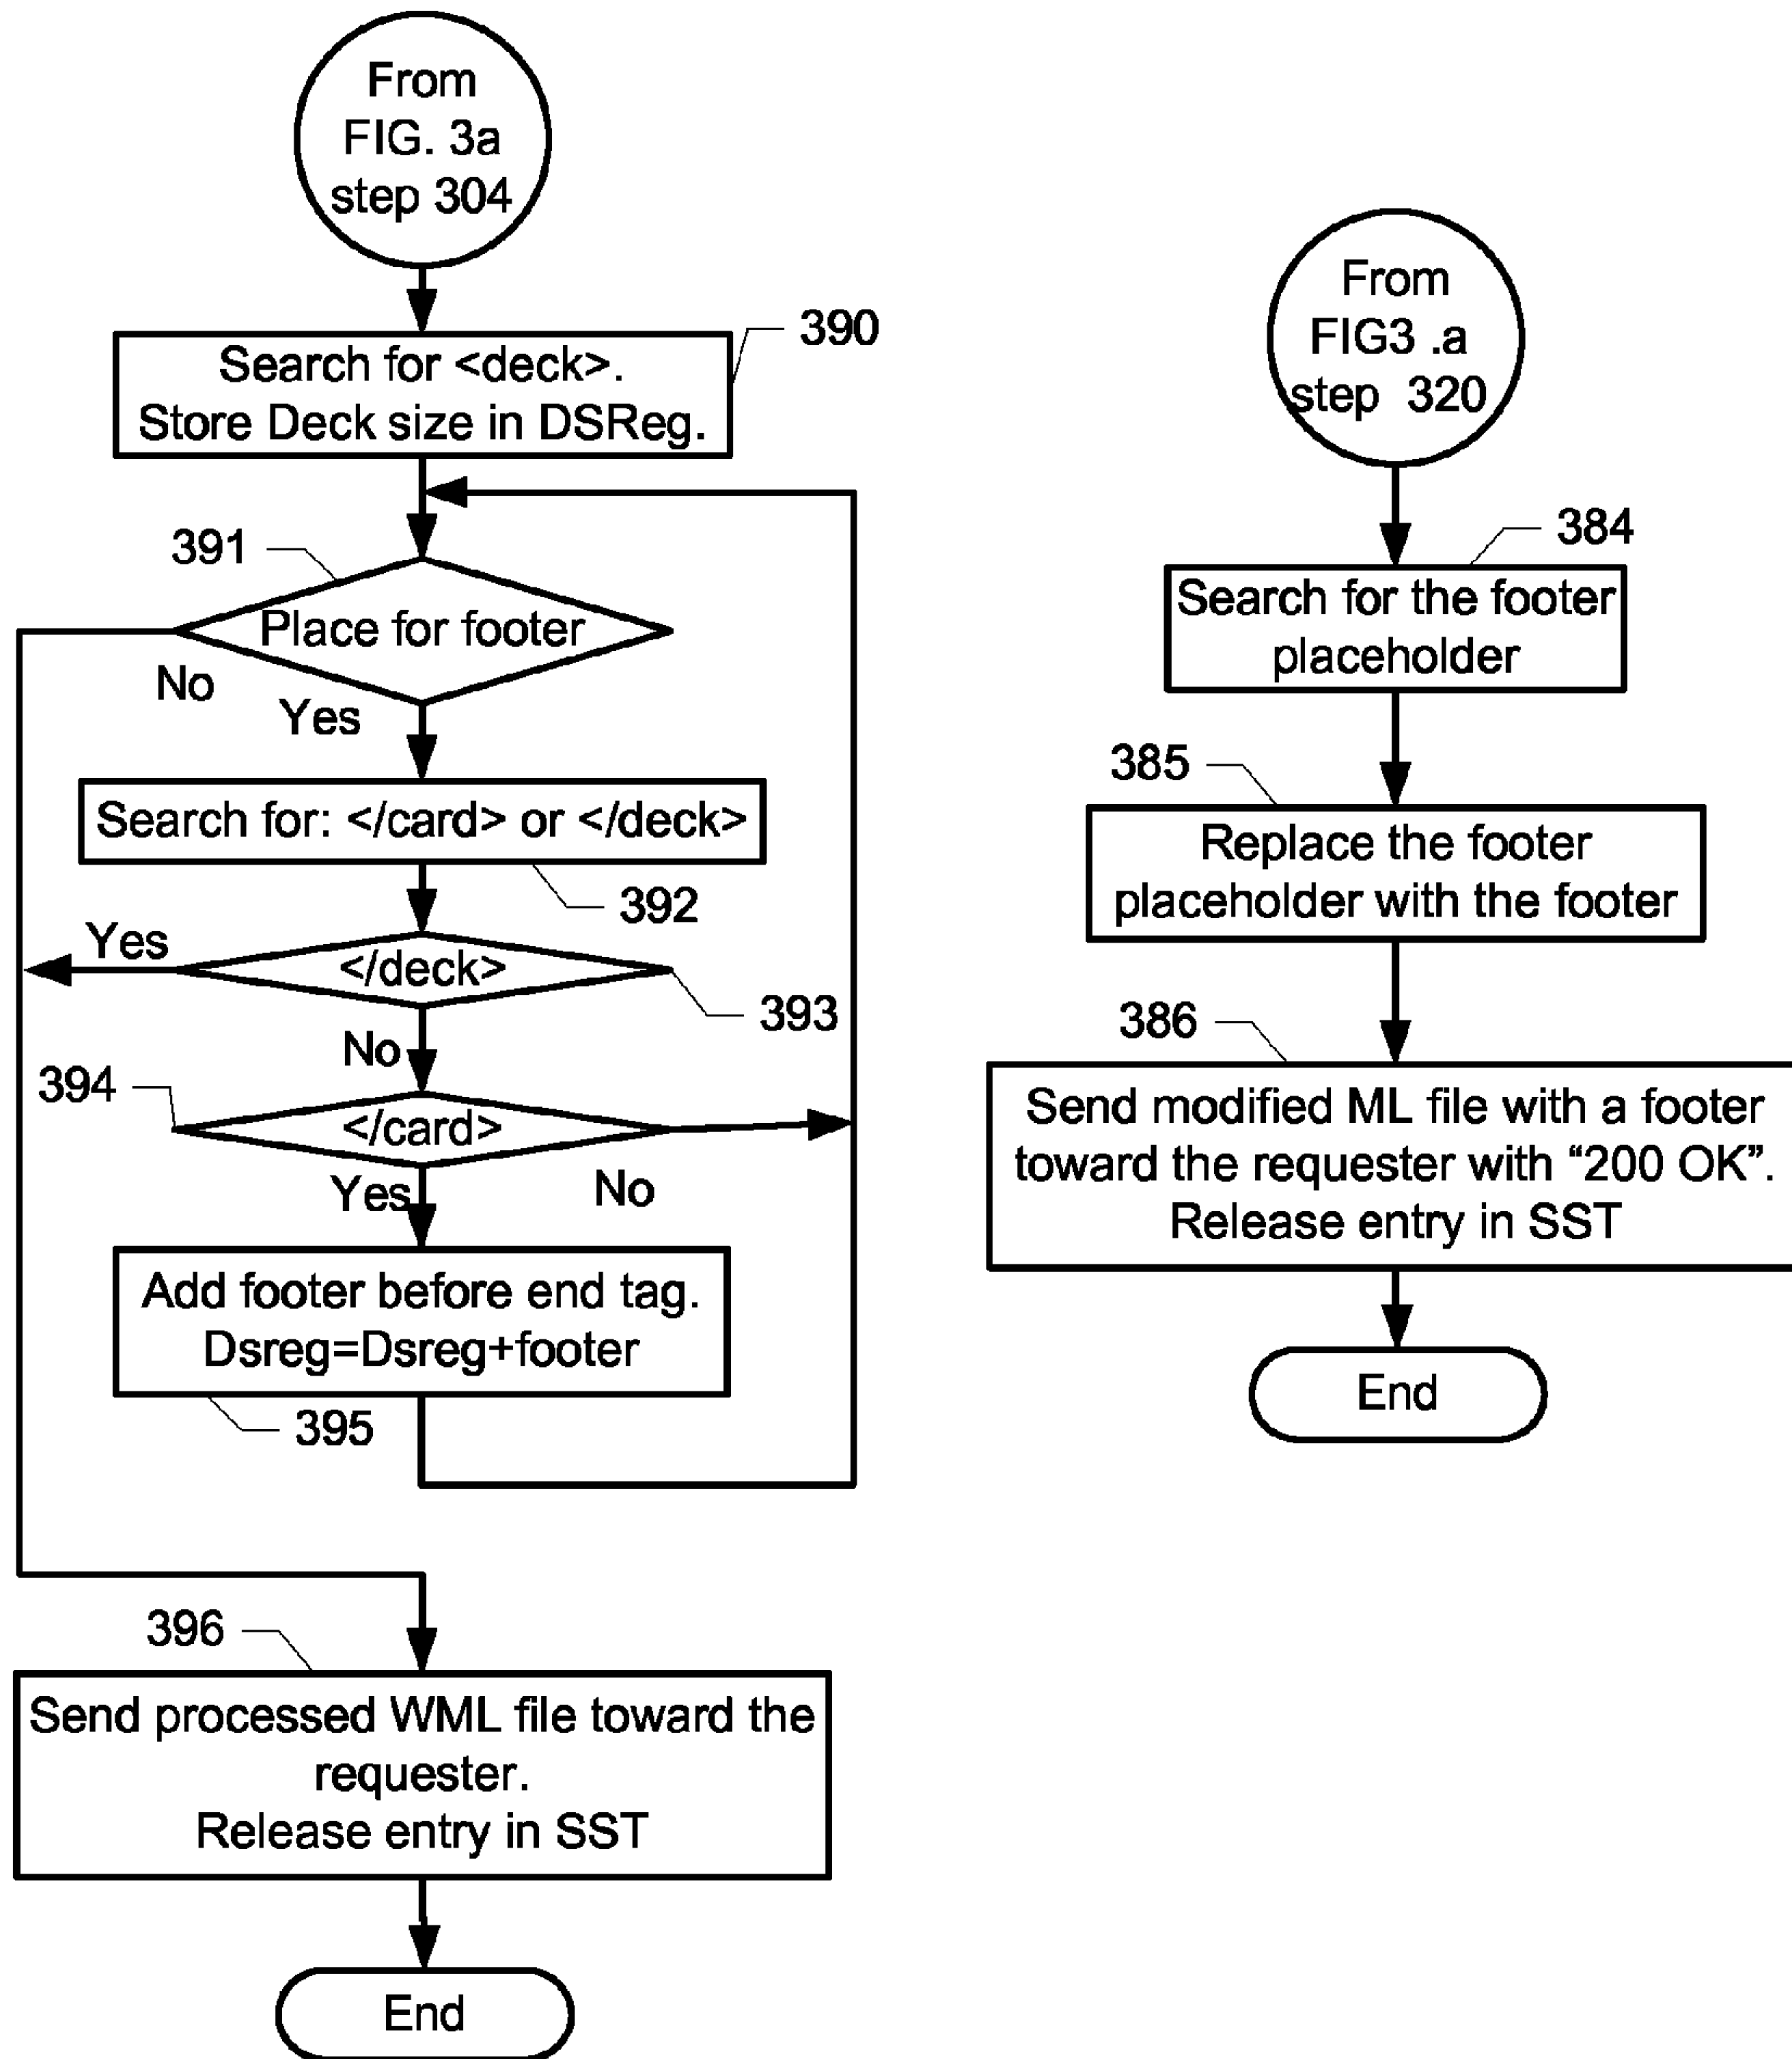 From
FIG. 3a
step 304
390
Search for <deck>.
Store Deck size in DSReg.
391
Place for footer
No
Yes
Search for: </card> or </deck>
392
Yes
</deck>
393
No
394
</card>
Yes
No
Add footer before end tag.
Dsreg=Dsreg+footer
395
396
Send processed WML file toward the
requester.
Release entry in SST
End
From
FIG3 .a
step 320
384
Search for the footer
placeholder
385
Replace the footer
placeholder with the footer
386
Send modified ML file with a footer
toward the requester with “200 OK”.
Release entry in SST
End